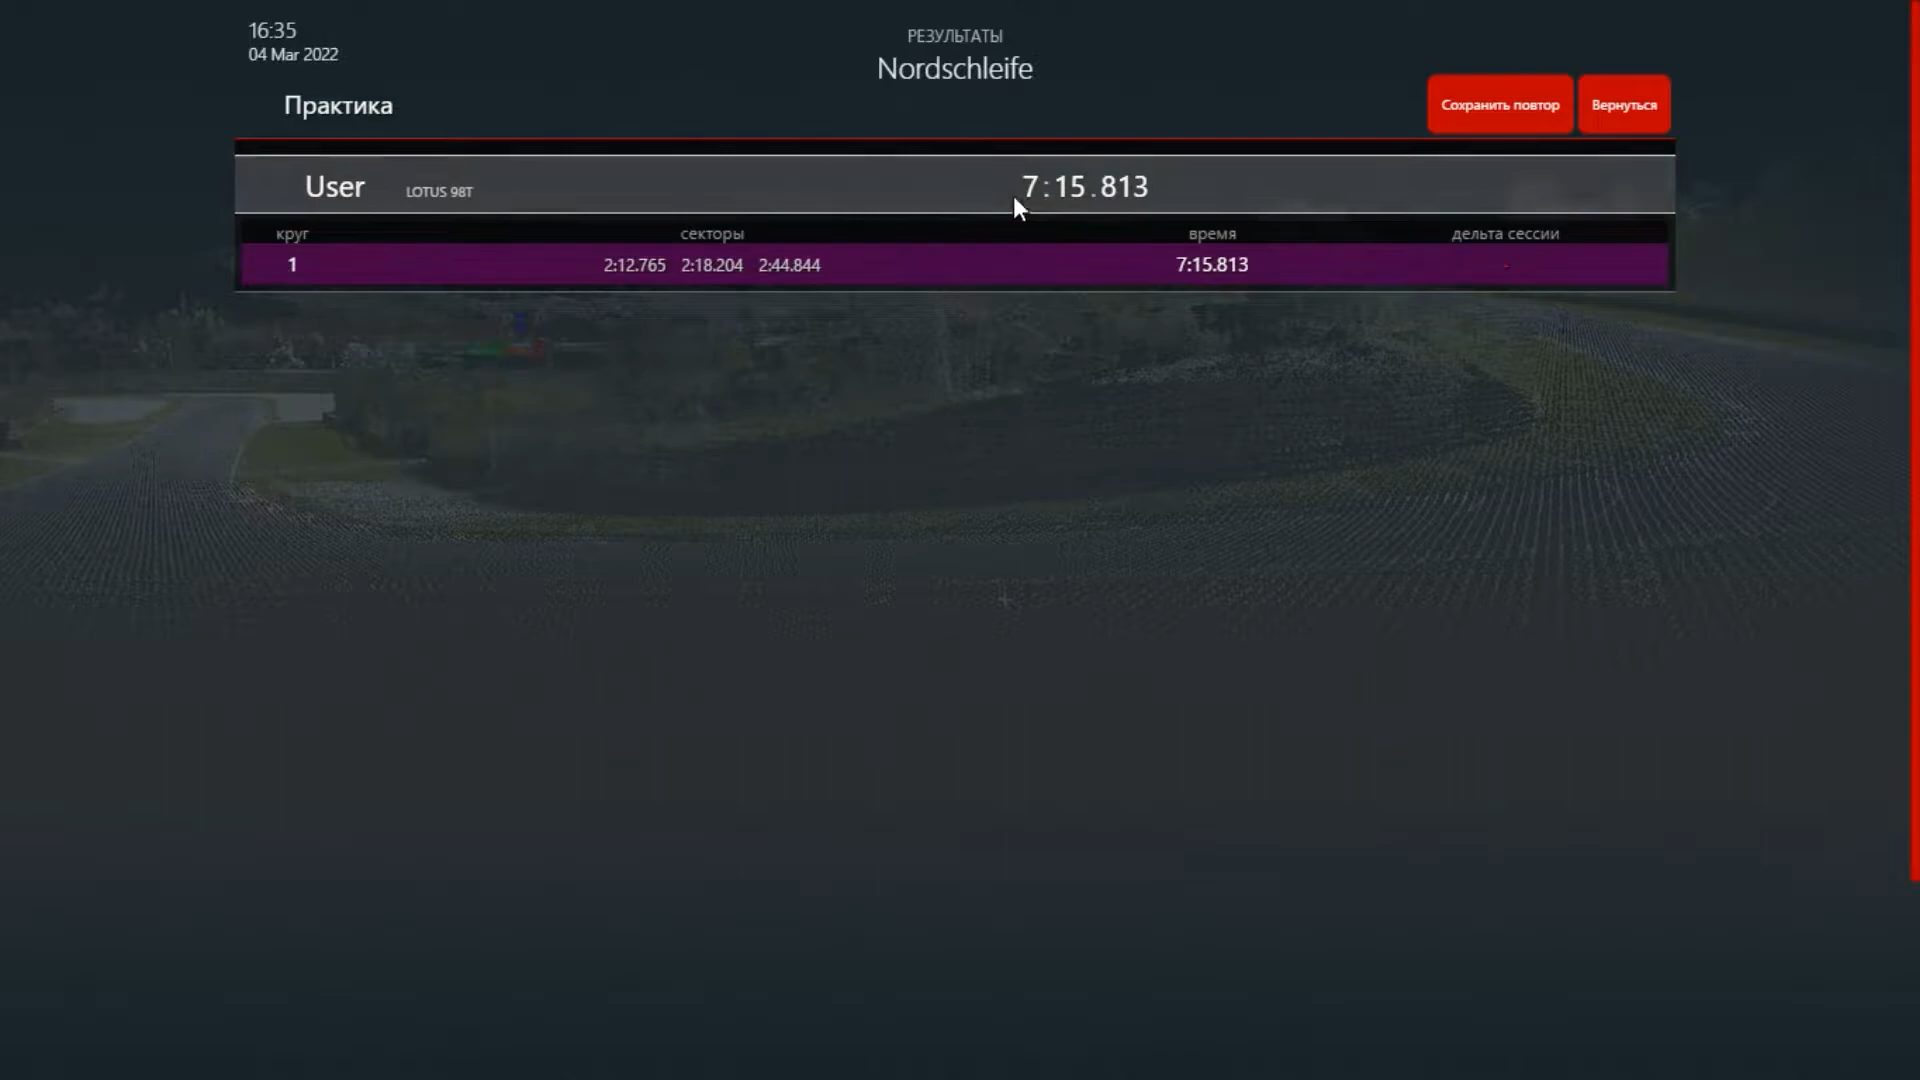 16:35
04 Mar 2022
РЕЗУЛЬТАТЫ
Nordschleife
Практика
Сохранить повтор
Вернуться
User LOTUS 98T 7:15.813
круг секторы время дельта сессии
1 2:12.765 2:18.204 2:44.844 7:15.813 -